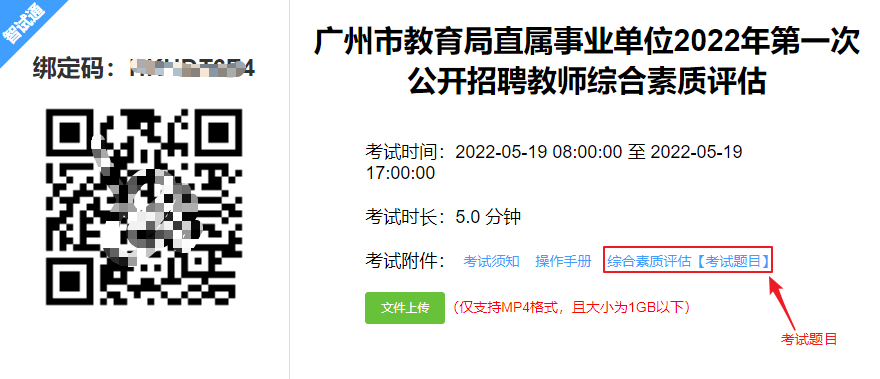 智试通
绑定码：
广州市教育局直属事业单位2022年第一次
公开招聘教师综合素质评估
考试时间：2022-05-19 08:00:00 至 2022-05-19
17:00:00
考试时长：5.0 分钟
考试附件： 考试须知 操作手册 综合素质评估【考试题目】
文件上传 （仅支持MP4格式，且大小为1GB以下）
考试题目